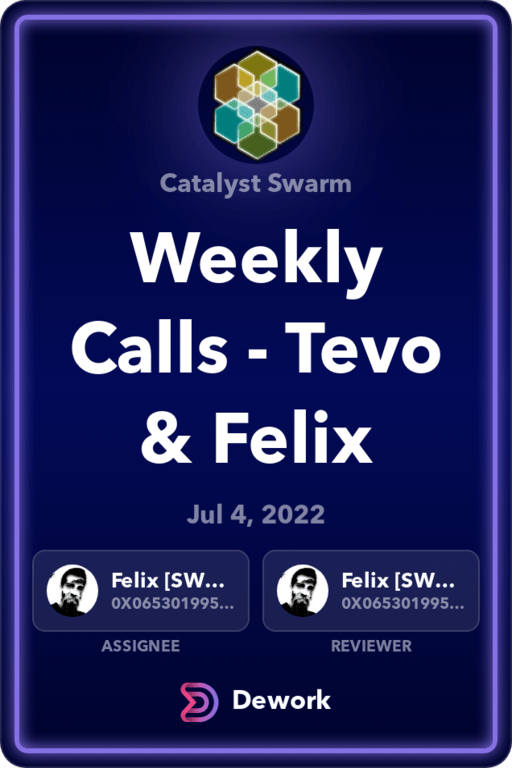 Catalyst Swarm
Weekly
Calls - Tevo
& Felix
Jul 4, 2022
Felix [SW...
0X065301995...
ASSIGNEE
Felix [SW...
0X065301995...
REVIEWER
Dework